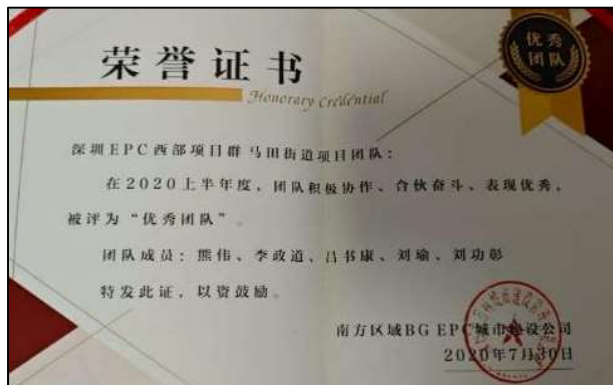 荣誉证书
Honorary Credential
优秀
团队
深圳EPC西部项目群马田街道项目团队:
在2020上半年度,团队积极协作、合伙奋斗、表现优秀,
被评为“优秀团队”。
团队成员:熊伟、李政道、吕书康、刘瑜、刘功彰
特发此证,以资鼓励。
南方区域BG EPC城市建设公司
2020年7月30日